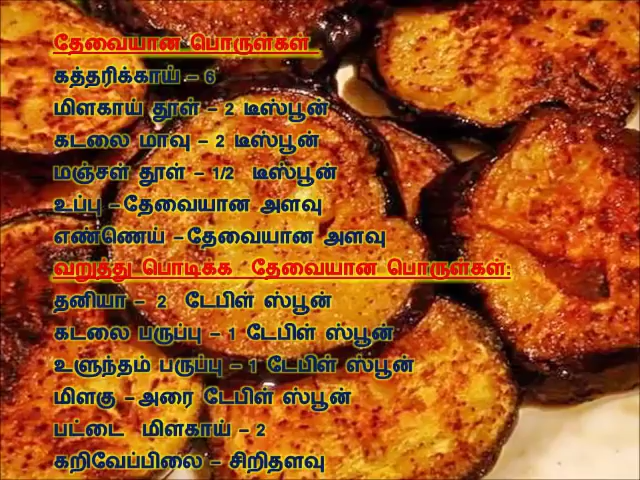 தேவையான பொருள்கள்
கத்தரிக்காய் – 6
மிளகாய் தூள் – 2 டீஸ்பூன்
கடலை மாவு – 2 டீஸ்பூன்
மஞ்சள் தூள் – 1/2 டீஸ்பூன்
உப்பு – தேவையான அளவு
எண்ணெய் – தேவையான அளவு
வறுத்து பொடிக்க தேவையான பொருள்கள்:
தனியா – 2 டேபிள் ஸ்பூன்
கடலை பருப்பு – 1 டேபிள் ஸ்பூன்
உளுந்தம் பருப்பு – 1 டேபிள் ஸ்பூன்
மிளகு – அரை டேபிள் ஸ்பூன்
பட்டை மிளகாய் – 2
கறிவேப்பிலை – சிறிதளவு